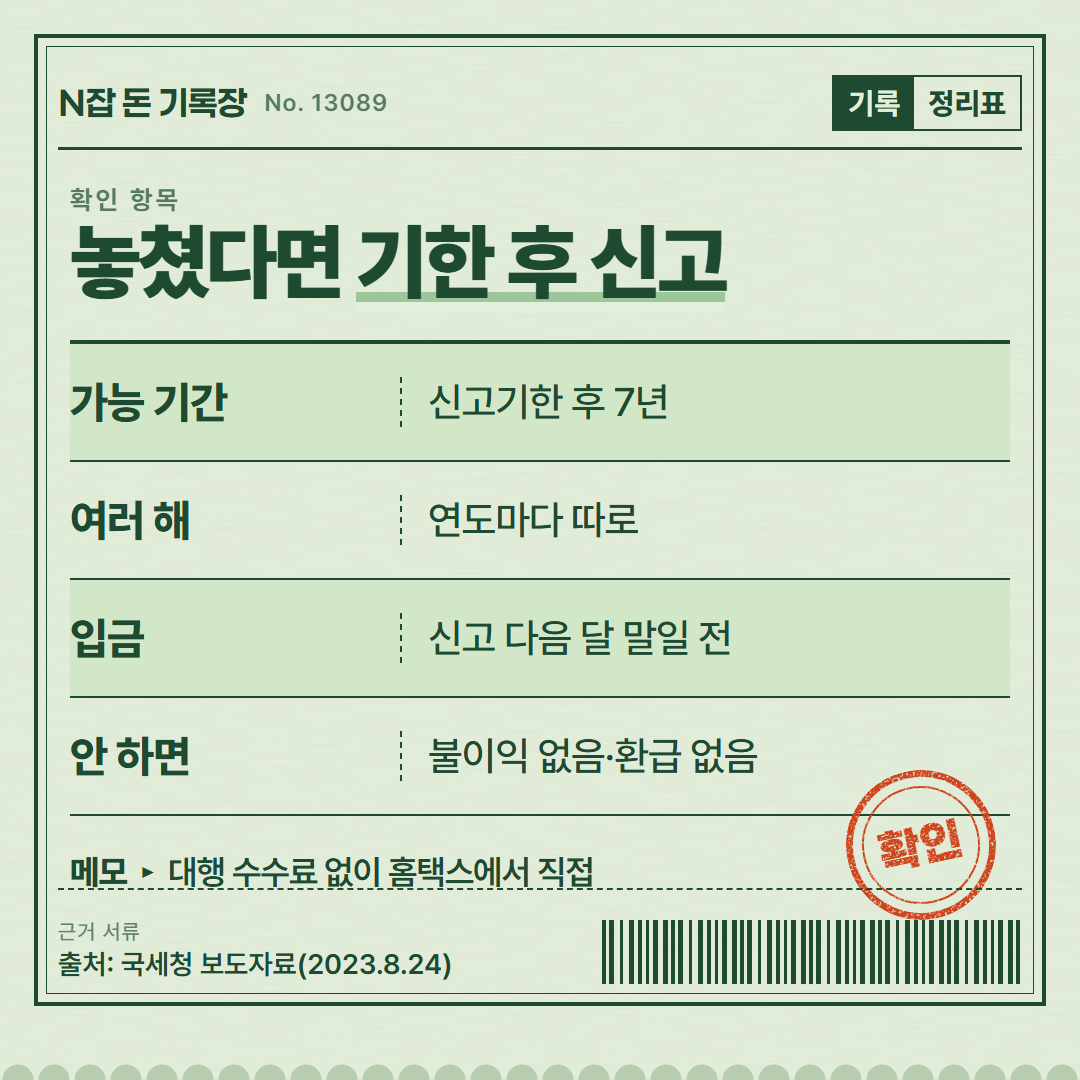 N잡 돈 기록장 No. 13089
기록 정리표
확인 항목
놓쳤다면 기한 후 신고
가능 기간 신고기한 후 7년
여러 해 연도마다 따로
입금 신고 다음 달 말일 전
안 하면 불이익 없음·환급 없음
메모 ▸ 대행 수수료 없이 홈택스에서 직접
확인
근거 서류
출처: 국세청 보도자료(2023.8.24)